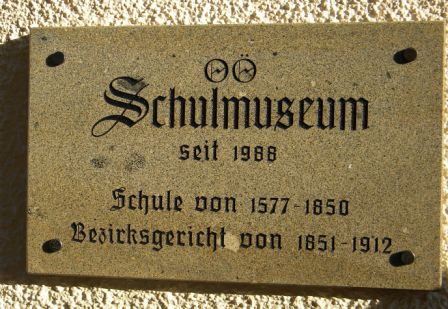 OÖ
Schulmuseum
seit 1988
Schule von 1577-1850
Bezirksgericht von 1851-1912